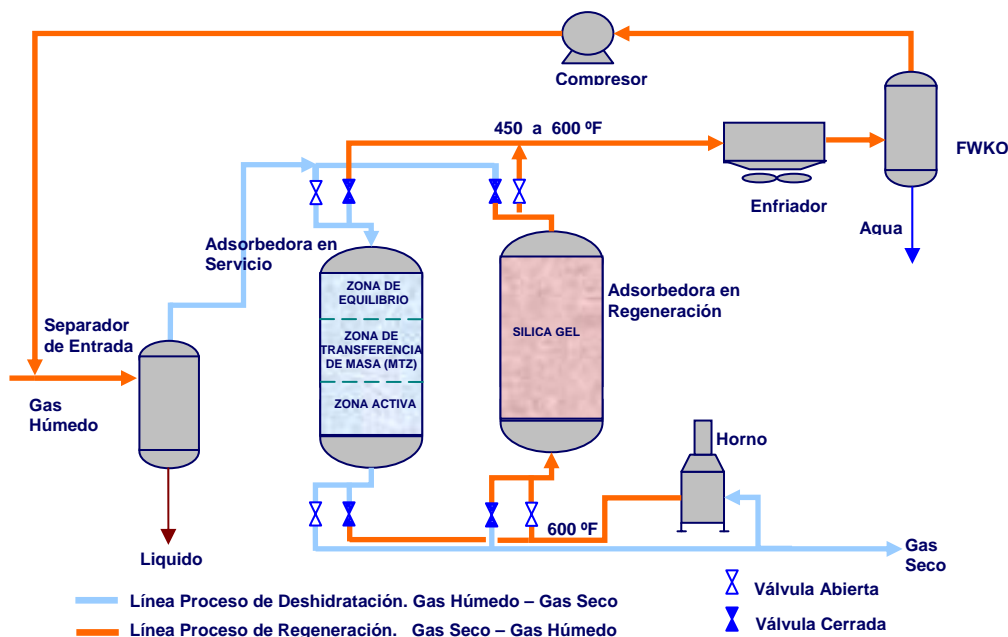 Compresor
450 a 600 ºF
FWKO
Enfriador
Agua
Adsorbedora en
Servicio
ZONA DE
EQUILIBRIO
ZONA DE
TRANSFERENCIA
DE MASA (MTZ)
ZONA ACTIVA
SILICA GEL
Adsorbedora en
Regeneración
Separador
de Entrada
Gas
Húmedo
Horno
600 ºF
Gas
Seco
Liquido
Línea Proceso de Deshidratación. Gas Húmedo – Gas Seco
Línea Proceso de Regeneración. Gas Seco – Gas Húmedo
Válvula Abierta
Válvula Cerrada